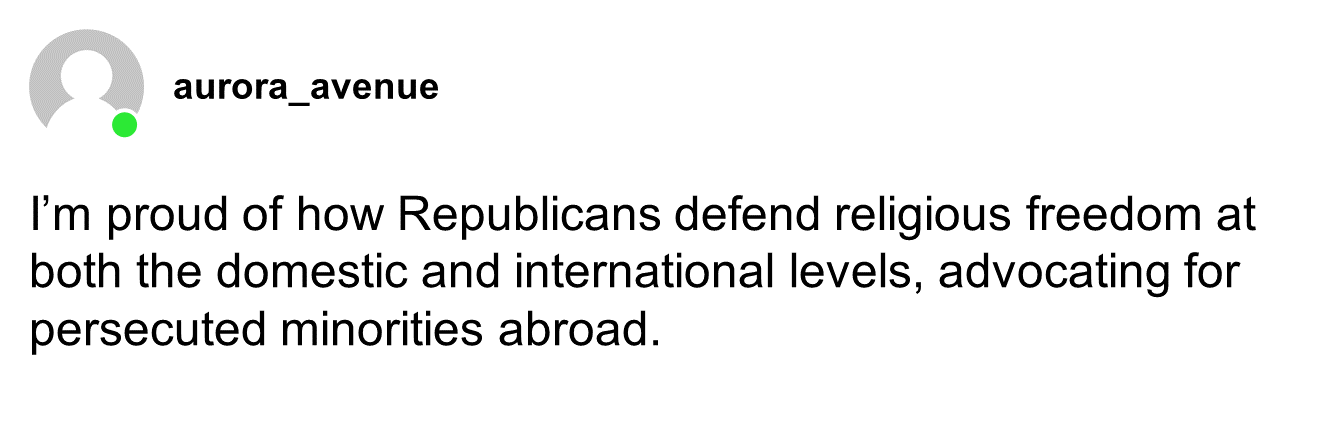 aurora_avenue
I’m proud of how Republicans defend religious freedom at
both the domestic and international levels, advocating for
persecuted minorities abroad.